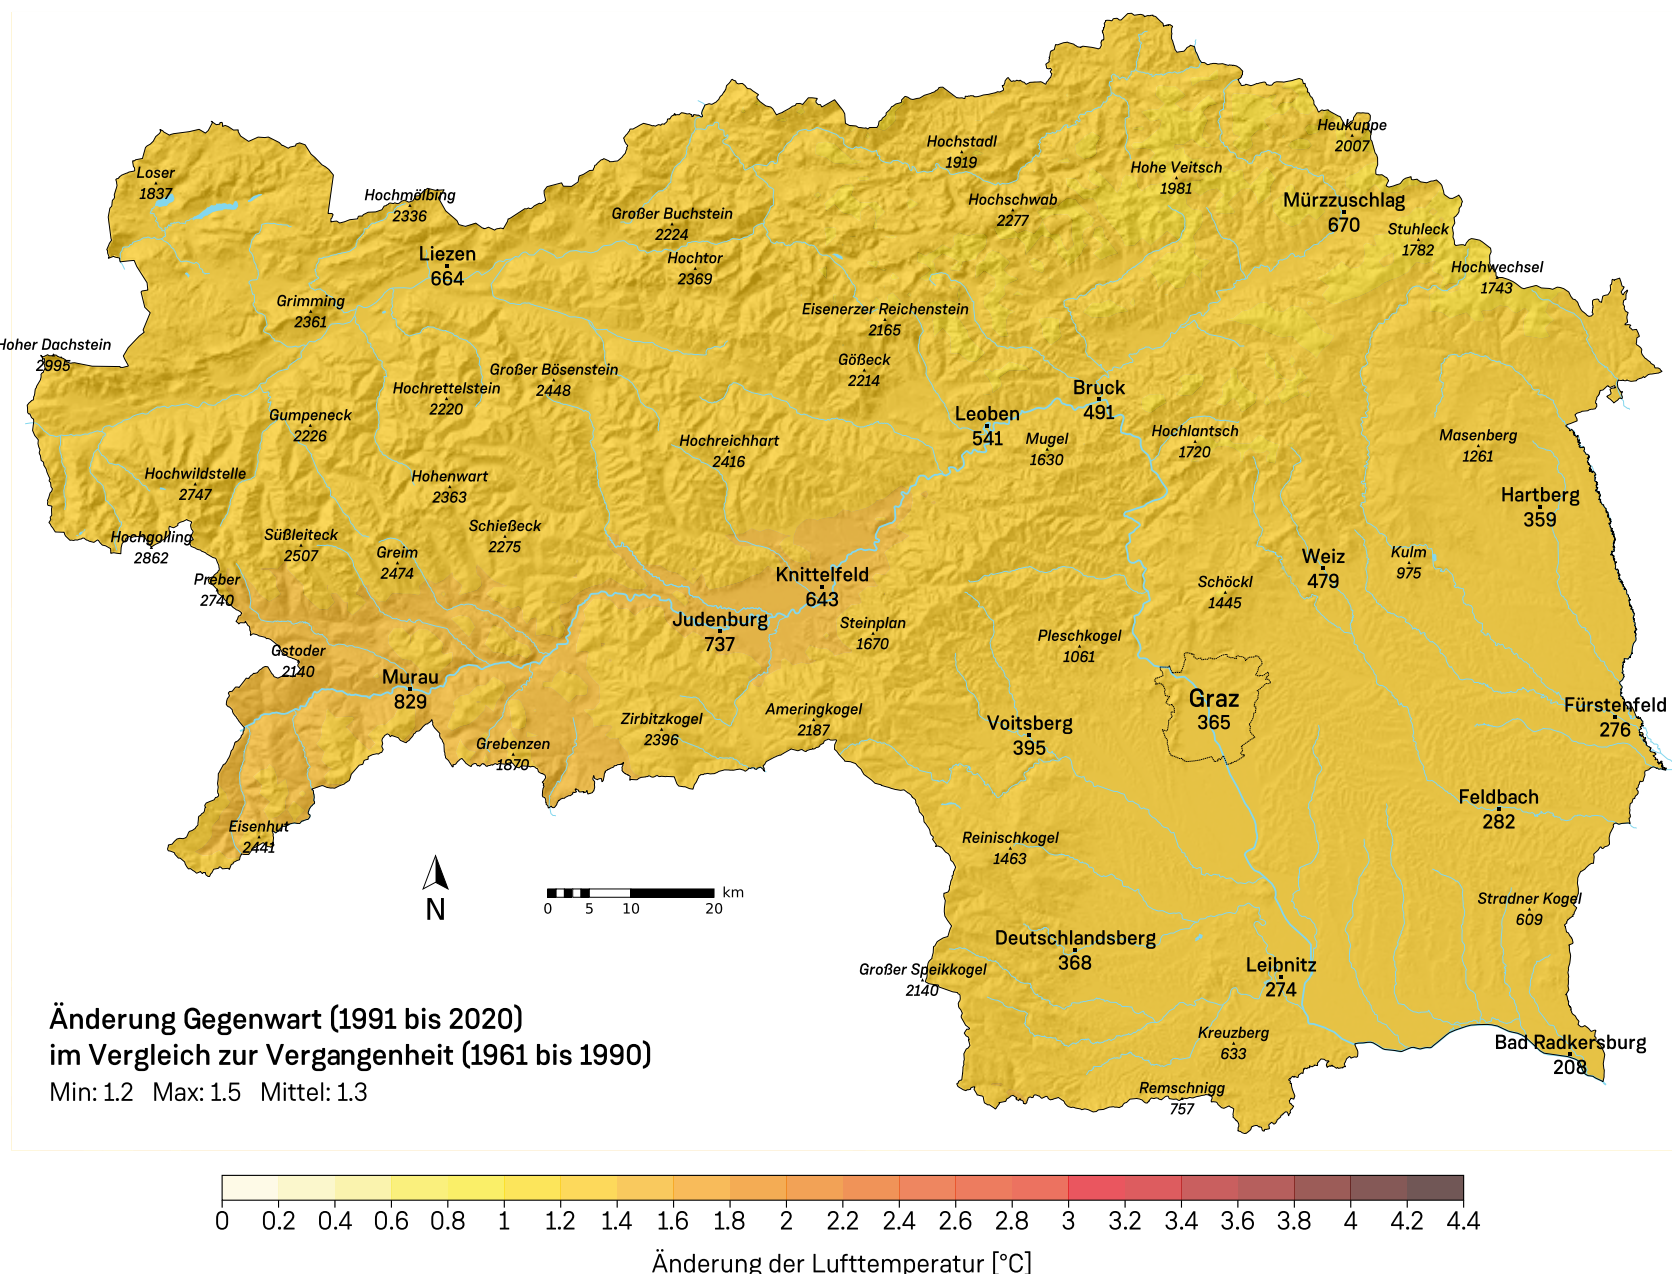 Heukuppe
2007
Hochstadl
1919
Hohe Veitsch
1981
Loser
1837
Hochmölbing
2336
Hochschwab
2277
Mürzzuschlag
670
Großer Buchstein
2224
Stuhleck
1782
Liezen
664
Hochtor
2369
Hochwechsel
1743
Grimming
2361
Eisenerzer Reichenstein
2165
Hoher Dachstein
2995
Gößeck
2214
Großer Bösenstein
2448
Hochrettelstein
2220
Bruck
491
Gumpeneck
2226
Leoben
541
Hochreichhart
2416
Mugel
1630
Hochlantsch
1720
Masenberg
1261
Hochwildstelle
2747
Hohenwart
2363
Hartberg
359
Schießeck
2275
Hochgolling
2862
Süßleiteck
2507
Greim
2474
Weiz
479
Kulm
975
Preber
2740
Knittelfeld
643
Schöckl
1445
Judenburg
737
Steinplan
1670
Pleschkogel
1061
Gstoder
2140
Murau
829
Graz
365
Fürstenfeld
276
Zirbitzkogel
2396
Ameringkogel
2187
Voitsberg
395
Grebenzen
1870
Feldbach
282
Eisenhut
2441
Reinischkogel
1463
N
km
0 5 10 20
Stradner Kogel
609
Deutschlandsberg
368
Großer Speikkogel
2140
Leibnitz
274
Kreuzberg
633
Bad Radkersburg
208
Remschnigg
757
Änderung Gegenwart (1991 bis 2020)
im Vergleich zur Vergangenheit (1961 bis 1990)
Min: 1.2 Max: 1.5 Mittel: 1.3
0 0.2 0.4 0.6 0.8 1 1.2 1.4 1.6 1.8 2 2.2 2.4 2.6 2.8 3 3.2 3.4 3.6 3.8 4 4.2 4.4
Änderung der Lufttemperatur [°C]